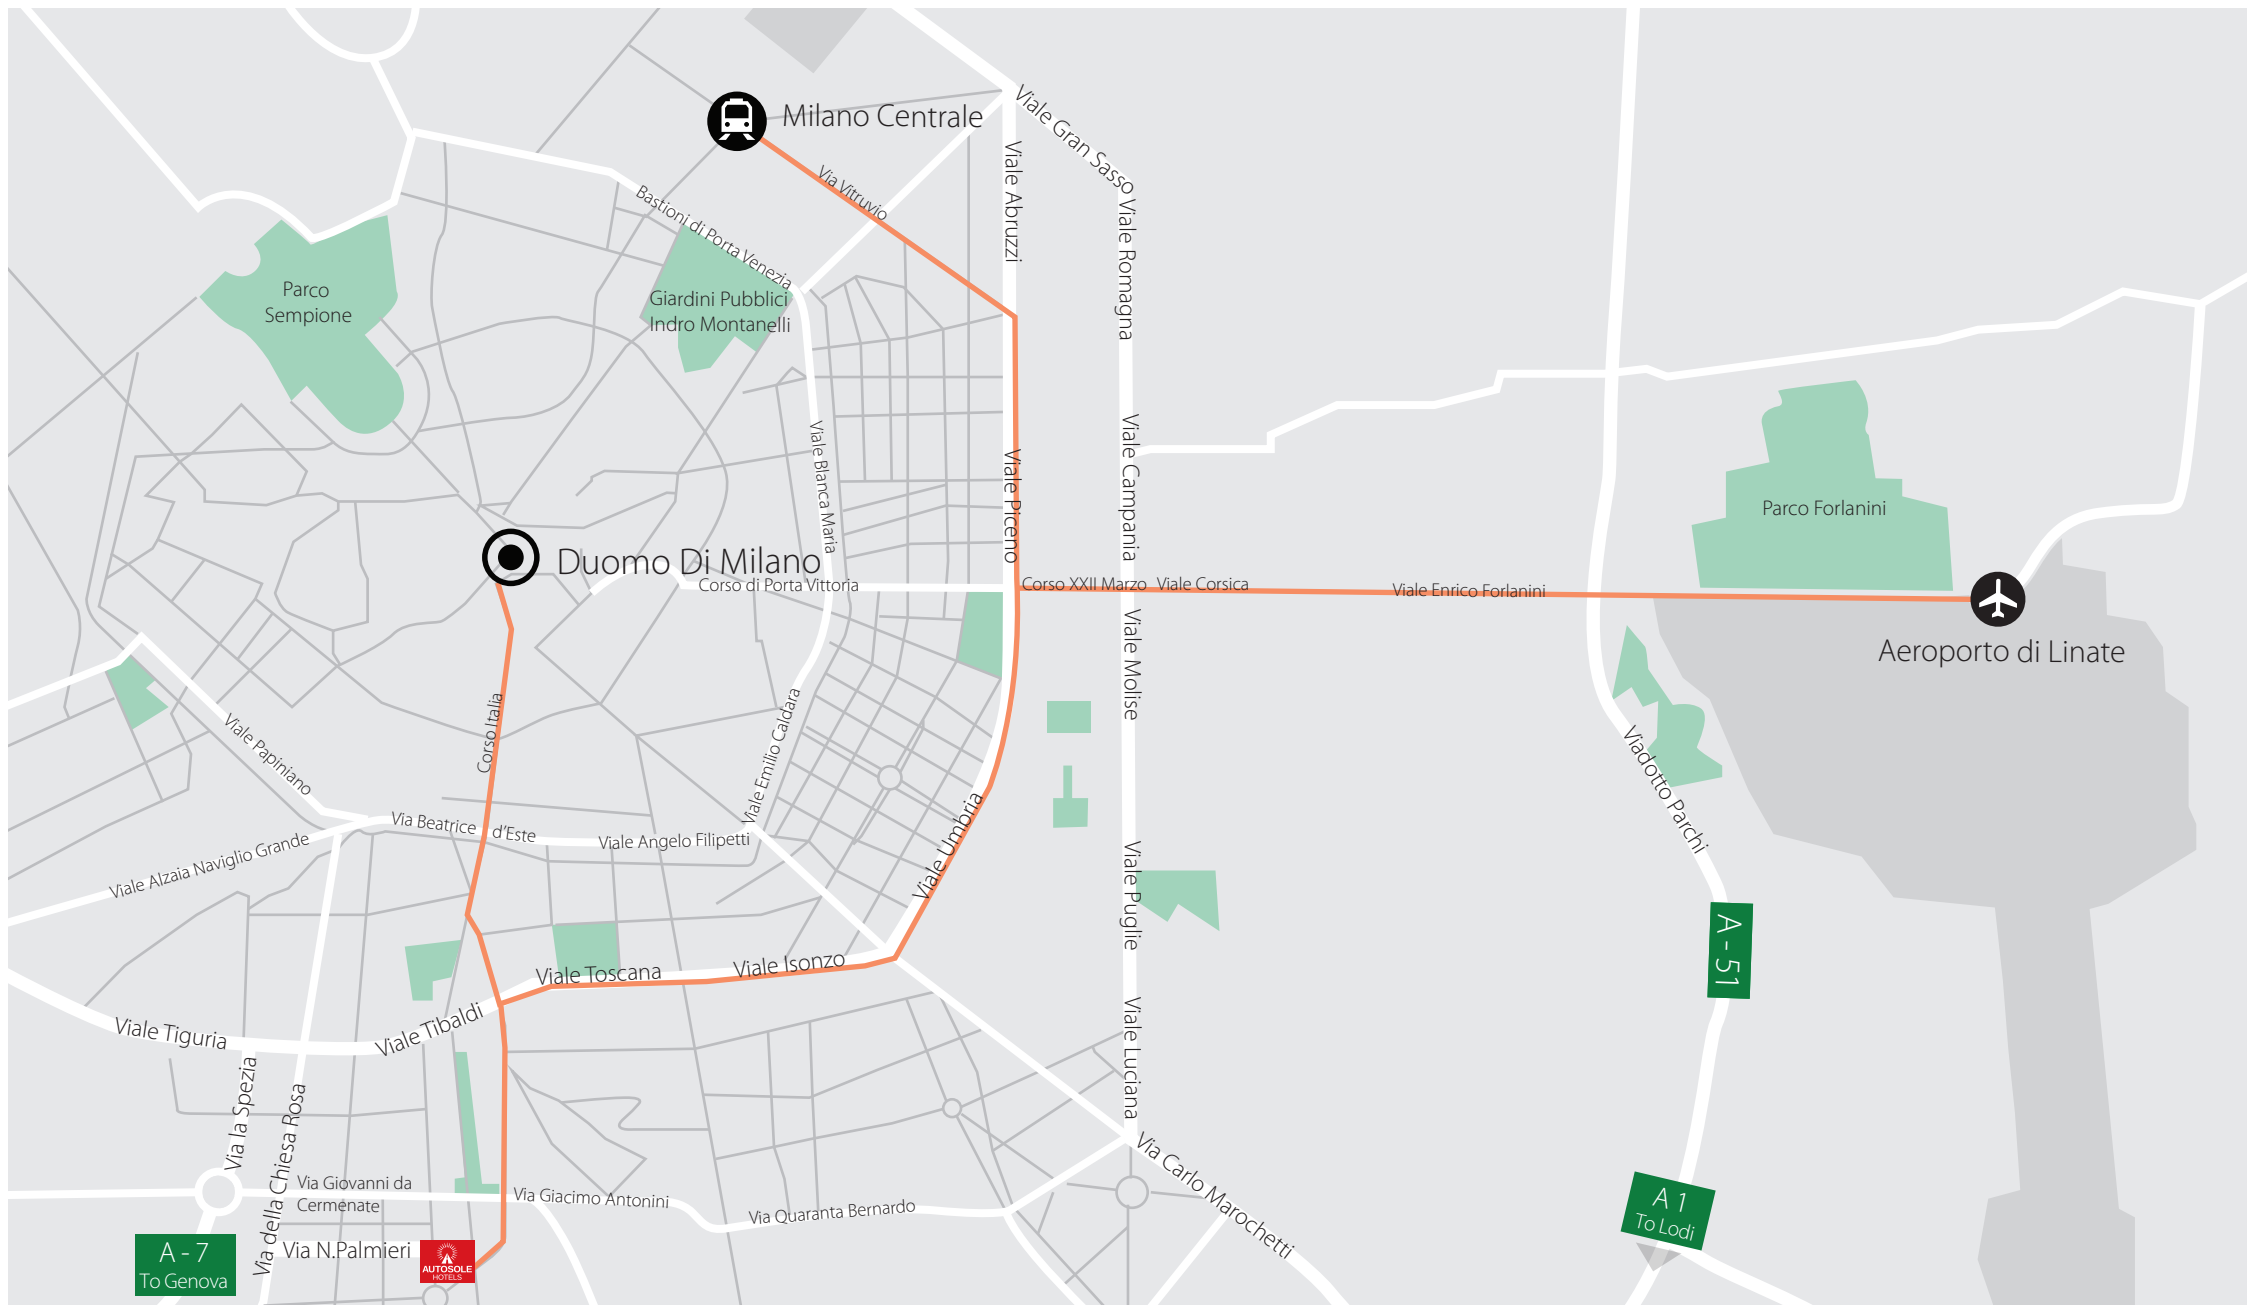 Milano Centrale
Viale Gran Sasso
Via Vitruvio
Viale Abruzzi
Bastioni di Porta Venezia
Viale Romagna
Parco
Sempione
Giardini Pubblici
Indro Montanelli
Viale Blanca Maria
Viale Piceno
Viale Campania
Parco Forlanini
Duomo Di Milano
Corso di Porta Vittoria
Corso XXII Marzo
Viale Corsica
Viale Enrico Forlanini
Aeroporto di Linate
Viale Molise
Corso Italia
Viale Emilio Caldara
Viale Papiniano
Viadotto Parchi
Via Beatrice d'Este
Viale Angelo Filipetti
Viale Umbria
Viale Alzaia Naviglio Grande
Viale Puglie
A - 51
Viale Toscana
Viale Isonzo
Viale Tiguria
Viale Tibaldi
Viale Luciana
Via la Spezia
Via della Chiesa Rosa
Via Giovanni da
Cermenate
Via Giacimo Antonini
Via Quaranta Bernardo
Via Carlo Marochetti
A 1
To Lodi
A - 7
To Genova
Via N.Palmieri
AUTOSOLE
HOTELS